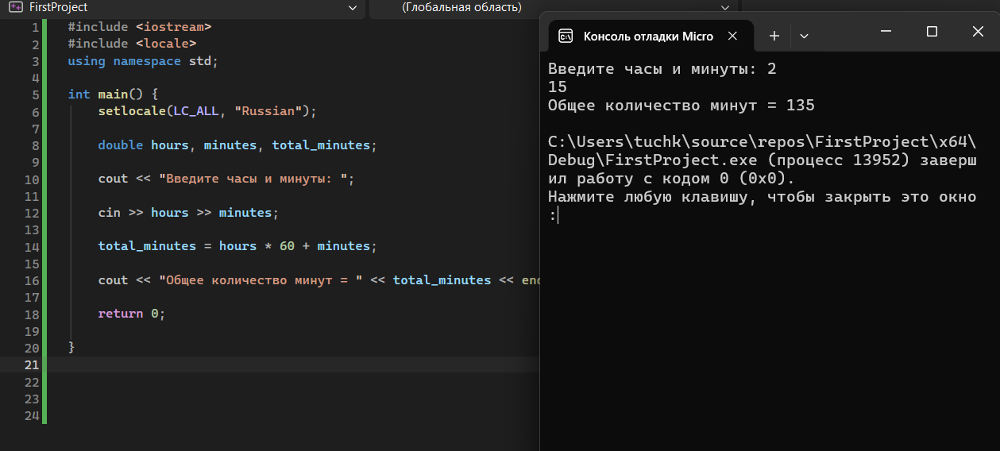 FirstProject
(Глобальная область)
1 #include <iostream>
2 #include <locale>
3 using namespace std;
4
5 int main() {
6 setlocale(LC_ALL, "Russian");
7
8 double hours, minutes, total_minutes;
9
10 cout << "Введите часы и минуты: ";
11
12 cin >> hours >> minutes;
13
14 total_minutes = hours * 60 + minutes;
15
16 cout << "Общее количество минут = " << total_minutes <<
17
18 return 0;
19
20 }
21
22
23
24
Консоль отладки Micro
Введите часы и минуты: 2
15
Общее количество минут = 135
C:\Users\tuchk\source\repos\FirstProject\x64\
Debug\FirstProject.exe (процесс 13952) заверш
ил работу с кодом 0 (0x0).
Нажмите любую клавишу, чтобы закрыть это окно
: